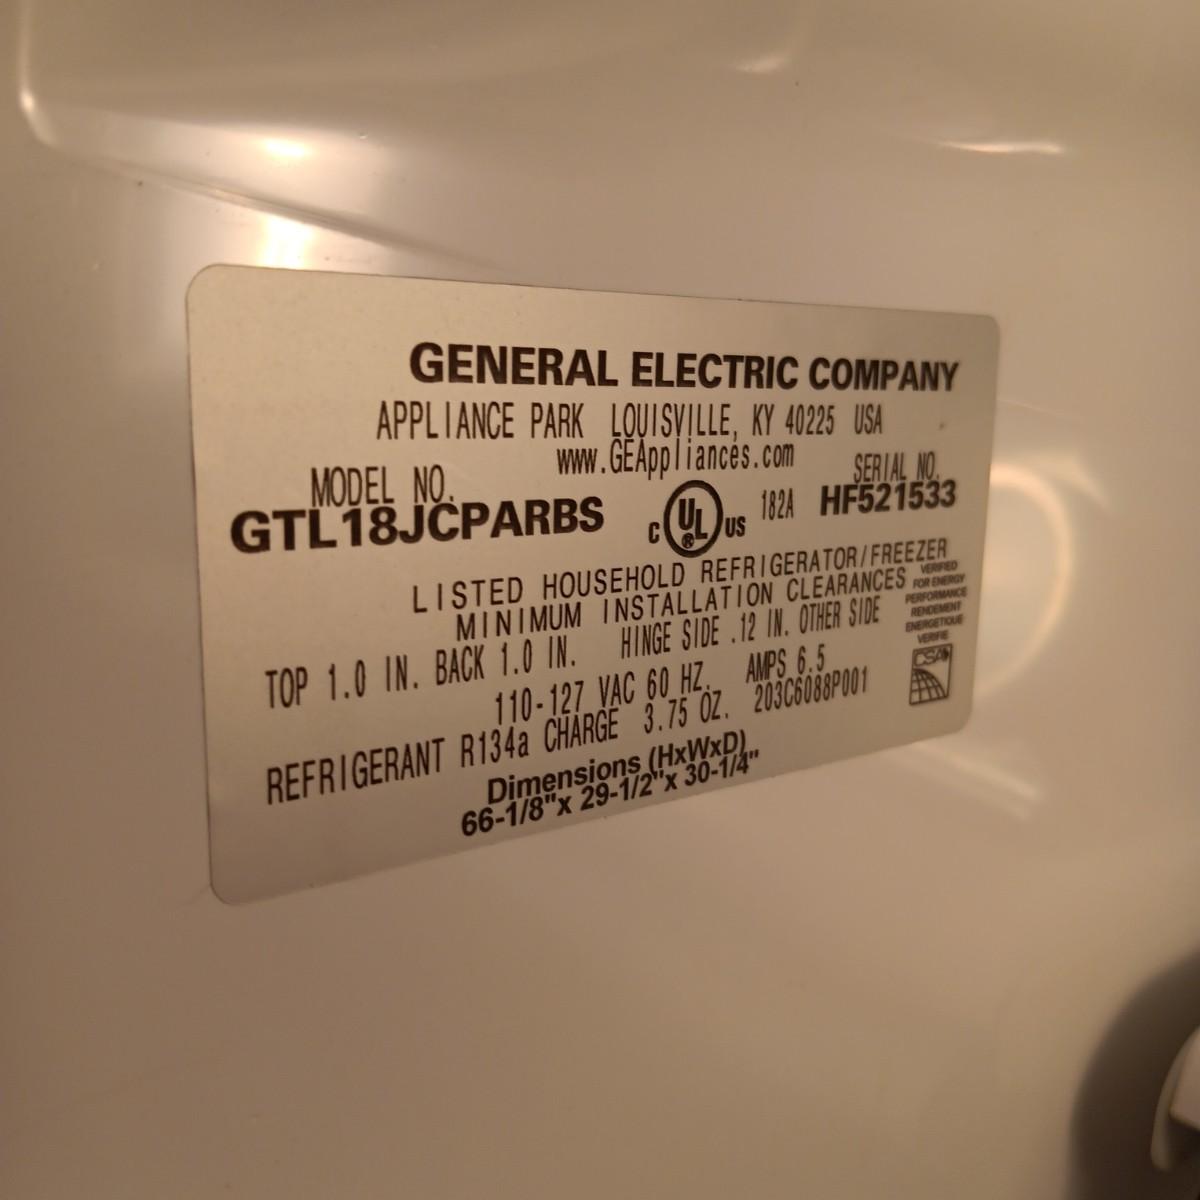 GENERAL ELECTRIC COMPANY
APPLIANCE PARK LOUISVILLE, KY 40225 USA
www.GEAppliances.com
MODEL NO.
GTL18JCPARBS
C UL® US
182A
SERIAL NO.
HF521533
LISTED HOUSEHOLD REFRIGERATOR/FREEZER
MINIMUM INSTALLATION CLEARANCES
TOP 1.0 IN. BACK 1.0 IN. HINGE SIDE .12 IN. OTHER SIDE
110-127 VAC 60 HZ. AMPS 6.5
REFRIGERANT R134a CHARGE 3.75 OZ. 203C6088P001
Dimensions (HxWxD)
66-1/8"x 29-1/2"x 30-1/4"
VERIFIED
FOR ENERGY
PERFORMANCE
RENDEMENT
ENERGETIQUE
VERIFIE
CSA